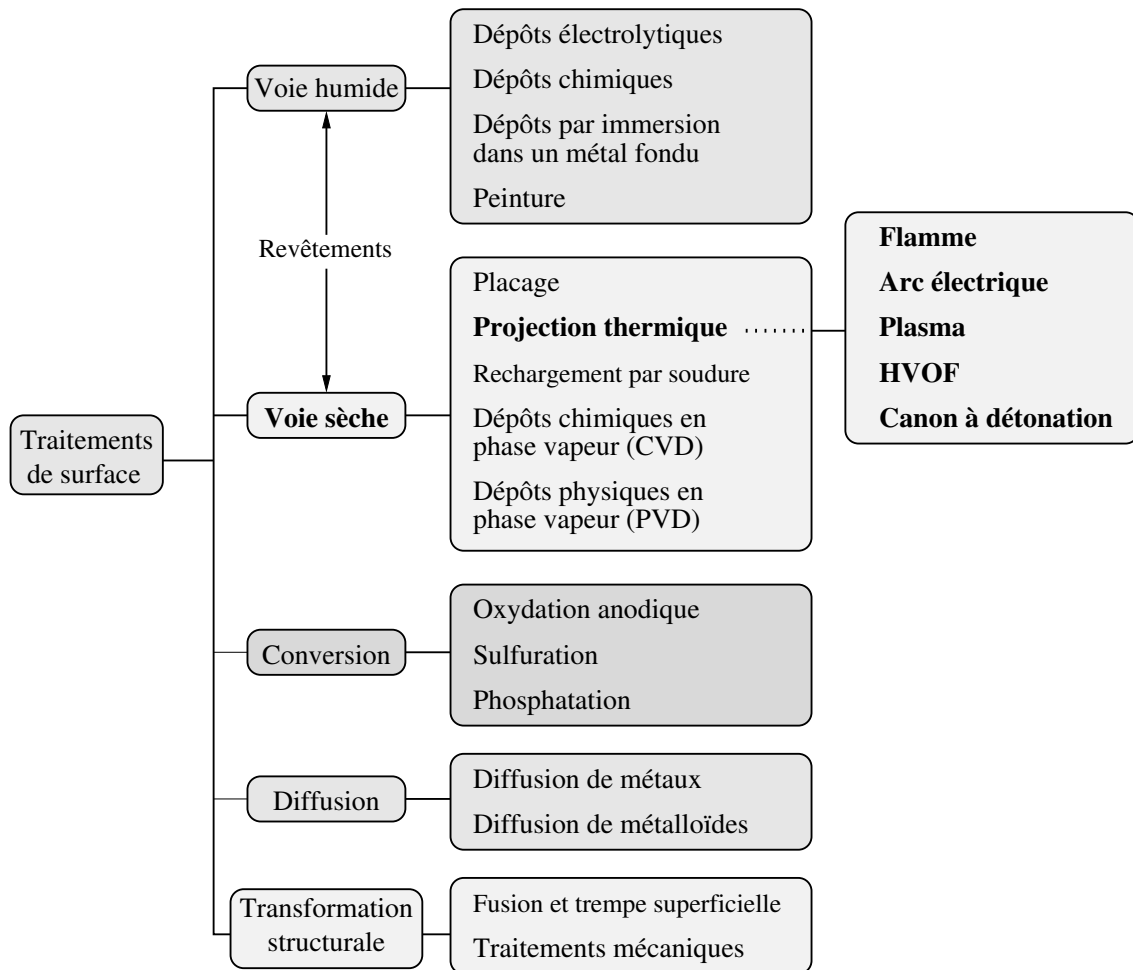 Traitements
de surface
Voie humide
Dépôts électrolytiques
Dépôts chimiques
Dépôts par immersion
dans un métal fondu
Peinture
Revêtements
Voie sèche
Placage
Projection thermique
Rechargement par soudure
Dépôts chimiques en
phase vapeur (CVD)
Dépôts physiques en
phase vapeur (PVD)
Flamme
Arc électrique
Plasma
HVOF
Canon à détonation
Conversion
Oxydation anodique
Sulfuration
Phosphatation
Diffusion
Diffusion de métaux
Diffusion de métalloïdes
Transformation
structurale
Fusion et trempe superficielle
Traitements mécaniques